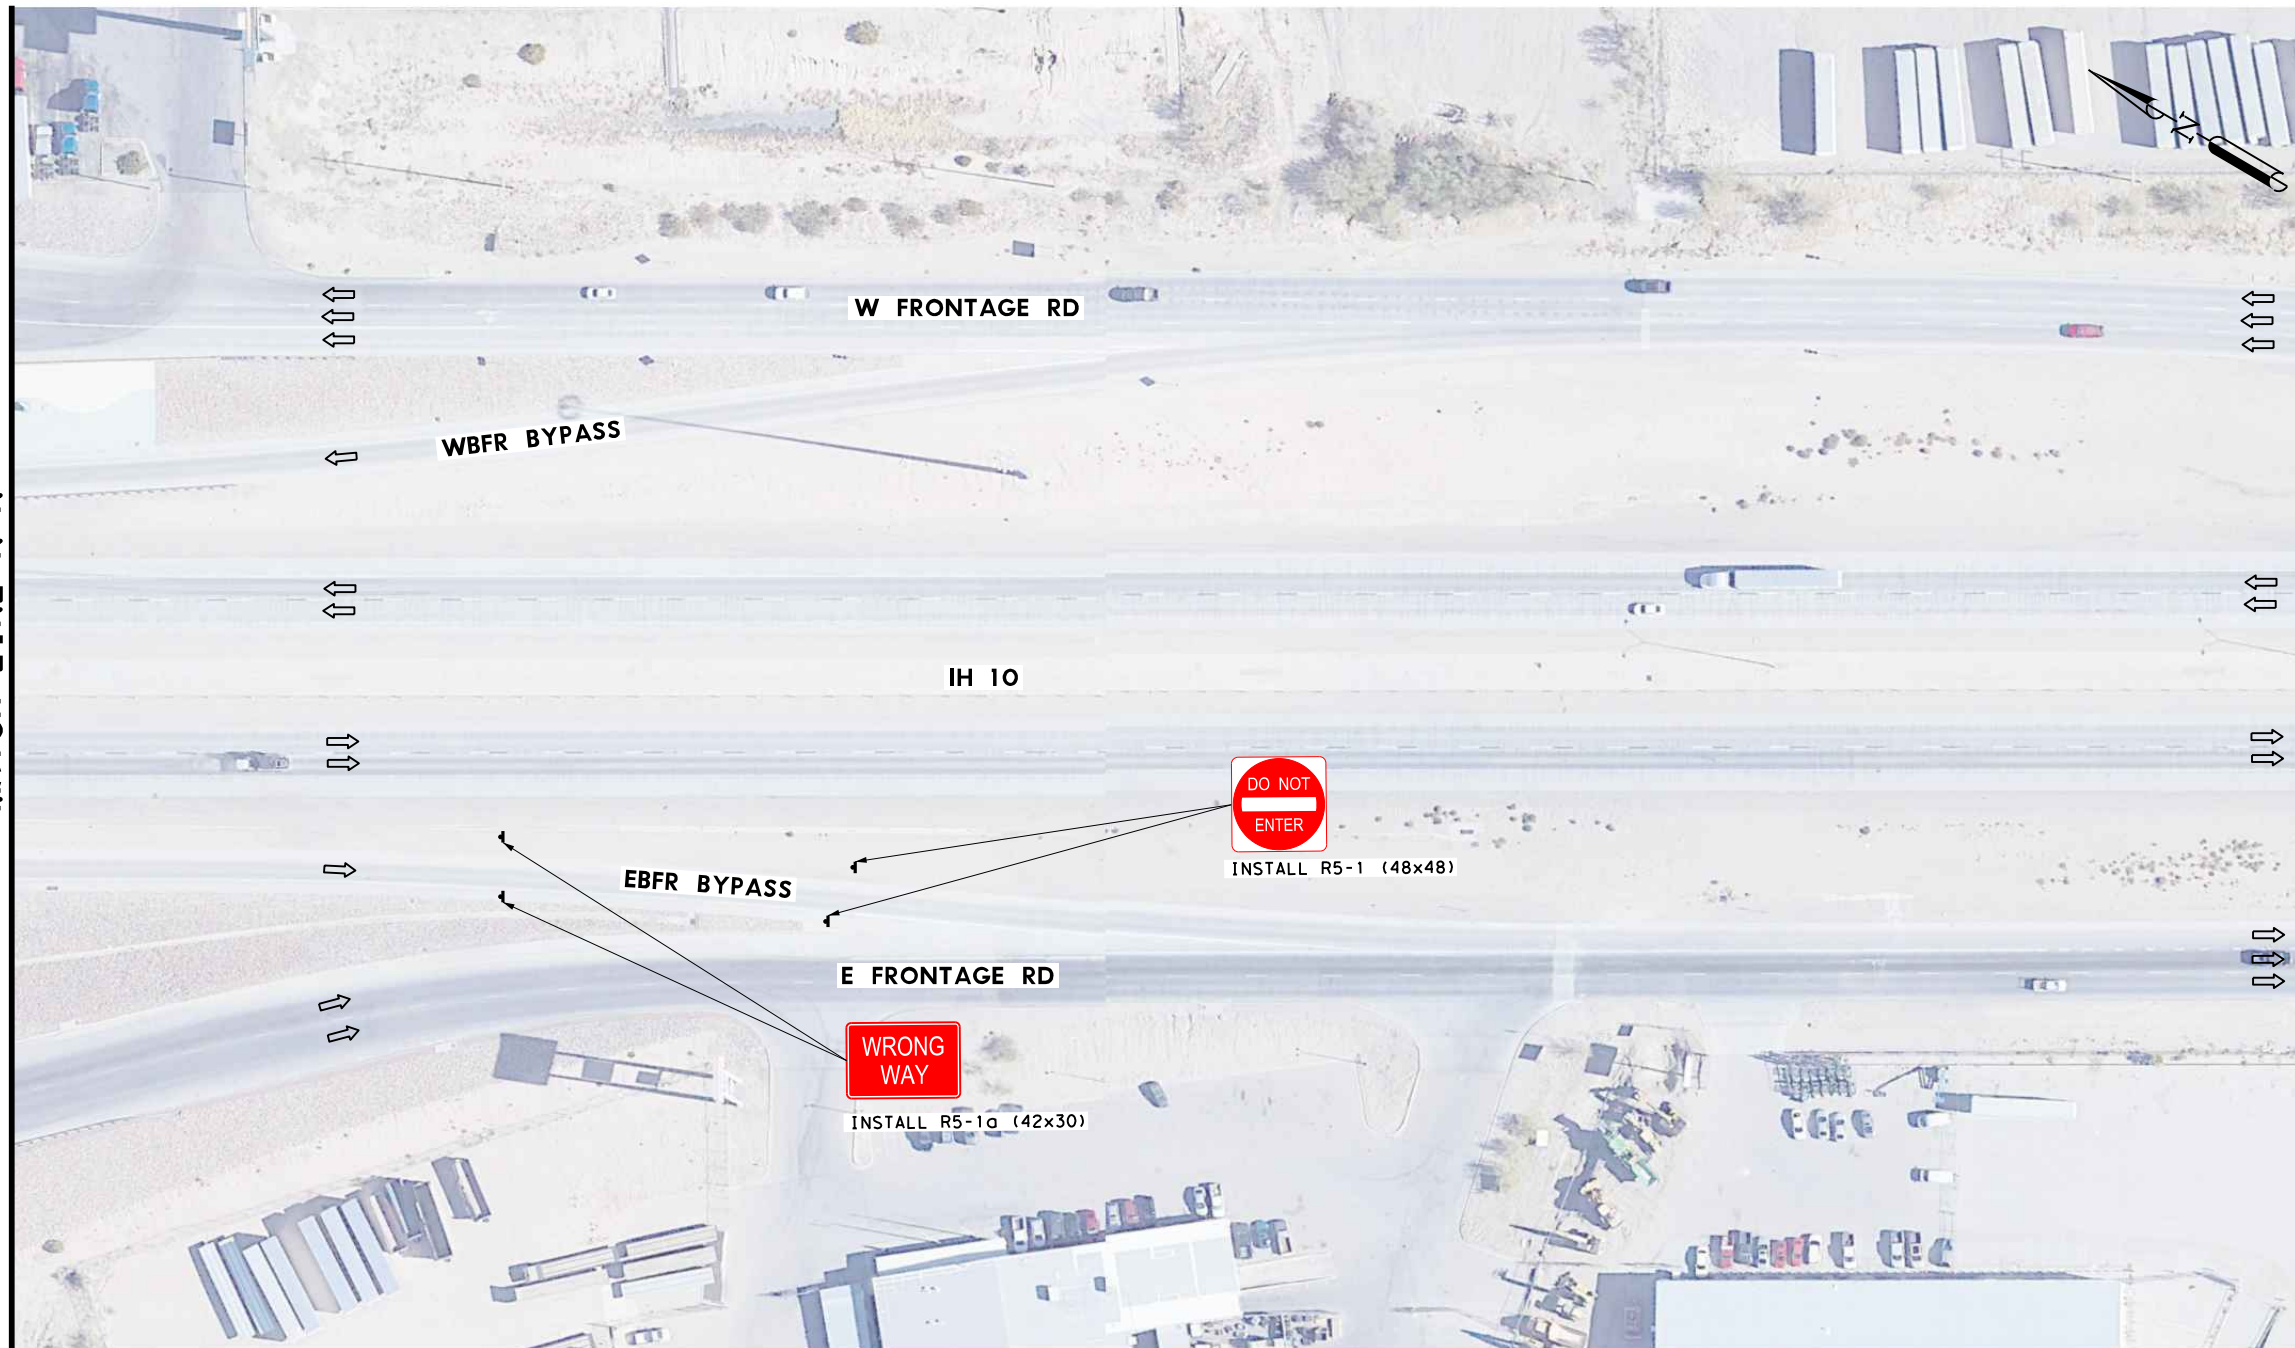 N
W FRONTAGE RD
WBFR BYPASS
IH 10
DO NOT
ENTER
INSTALL R5-1 (48x48)
EBFR BYPASS
E FRONTAGE RD
WRONG
WAY
INSTALL R5-1a (42x30)